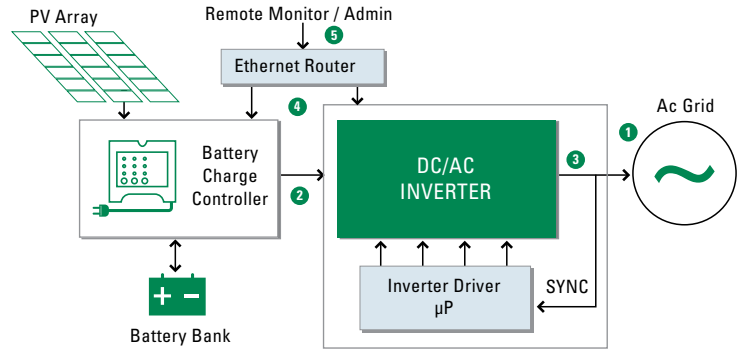 PV Array
Remote Monitor / Admin
5
Ethernet Router
4
Ac Grid
1
Battery
Charge
Controller
2
DC/AC
INVERTER
3
Inverter Driver
µP
SYNC
+ −
Battery Bank